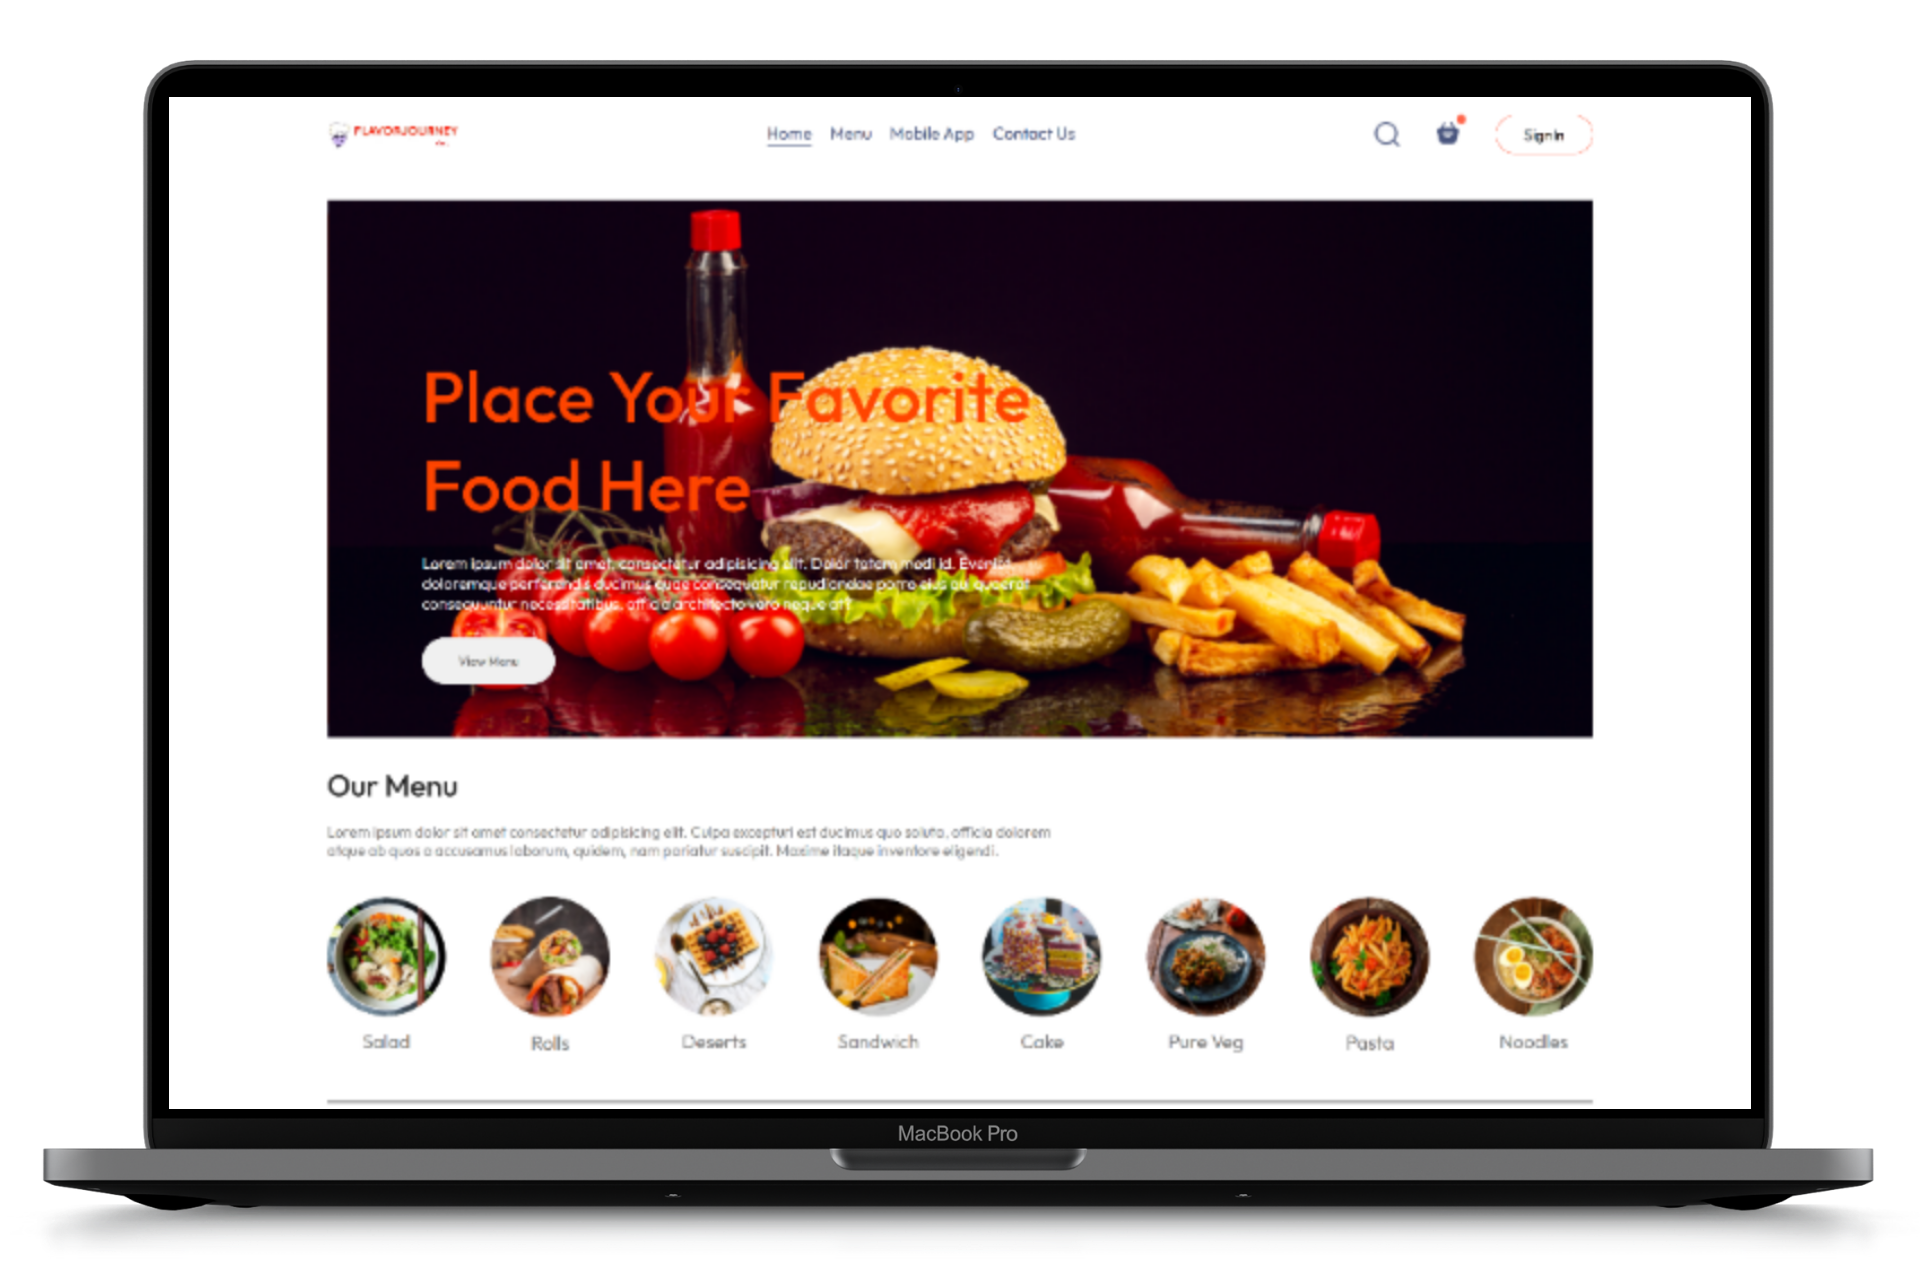 FLAVORJOURNEY
Home Menu Mobile App Contact Us
SignIn
Place Your Favorite
Food Here
Lorem ipsum dolor sit amet, consectetur adipisicing elit. Dolor totam modi id. Eveniet
doloremque perferendis ducimus quae consequatur repudiandae porro eius qui quaerat
consequuntur necessitatibus, officia architecto vero neque
View Menu
Our Menu
Lorem ipsum dolor sit amet consectetur adipisicing elit. Culpa excepturi est ducimus quo soluta, officia dolorem
atque ab quos a accusamus laborum, quidem, nam pariatur suscipit. Maxime itaque inventore eligendi.
Salad
Rolls
Deserts
Sandwich
Cake
Pure Veg
Pasta
Noodles
MacBook Pro